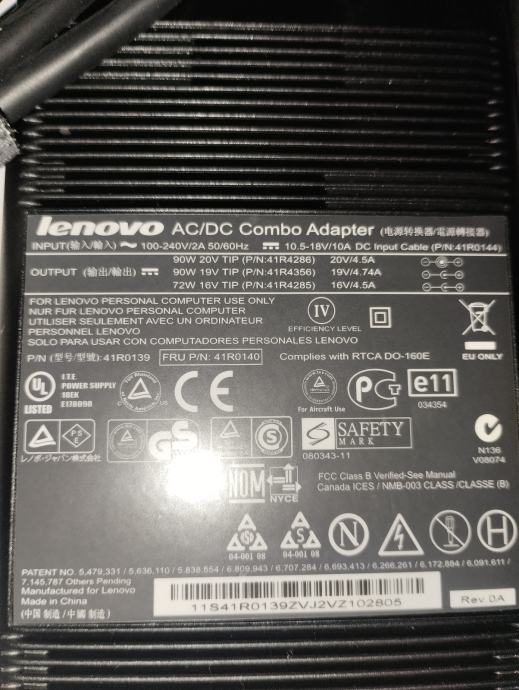 lenovo AC/DC Combo Adapter (电源转换器/電源轉接器)
INPUT(输入/輸入) 100-240V/2A 50/60Hz 10.5-18V/10A DC Input Cable (P/N:41R0144)
OUTPUT (输出/輸出) 90W 20V TIP (P/N:41R4286) 20V/4.5A
90W 19V TIP (P/N:41R4356) 19V/4.74A
72W 16V TIP (P/N:41R4285) 16V/4.5A
FOR LENOVO PERSONAL COMPUTER USE ONLY
NUR FUR LENOVO PERSONAL COMPUTER
UTILISER SEULEMENT AVEC UN ORDINATEUR
PERSONNEL LENOVO
SOLO PARA USAR CON COMPUTADORES PERSONALES LENOVO
IV
EFFICIENCY LEVEL
EU ONLY
P/N (型号/型號): 41R0139 FRU P/N: 41R0140 Complies with RTCA DO-160E
UL
LISTED
I.T.E.
POWER SUPPLY
10EK
E178098
CE
For Aircraft Use
PCT
e11
034354
レノボ・ジャパン株式会社
PSE
GS
S
S SAFETY
MARK
080343-11
N136
V08074
NOM
NYCE
FCC Class B Verified-See Manual
Canada ICES / NMB-003 CLASS /CLASSE (B)
04-001 08
S
04-001 08
N
H
PATENT NO. 5,479,331 / 5,636,110 / 5,838,554 / 6,809,943 / 6,707,284 / 6,693,413 / 6,266,261 / 6,172,884 / 6,091,611 /
7,145,787 Others Pending
Manufactured for Lenovo
Made in China
(中国 制造 / 中國 製造)
11S41R0139ZVJ2VZ102805
Rev.0A